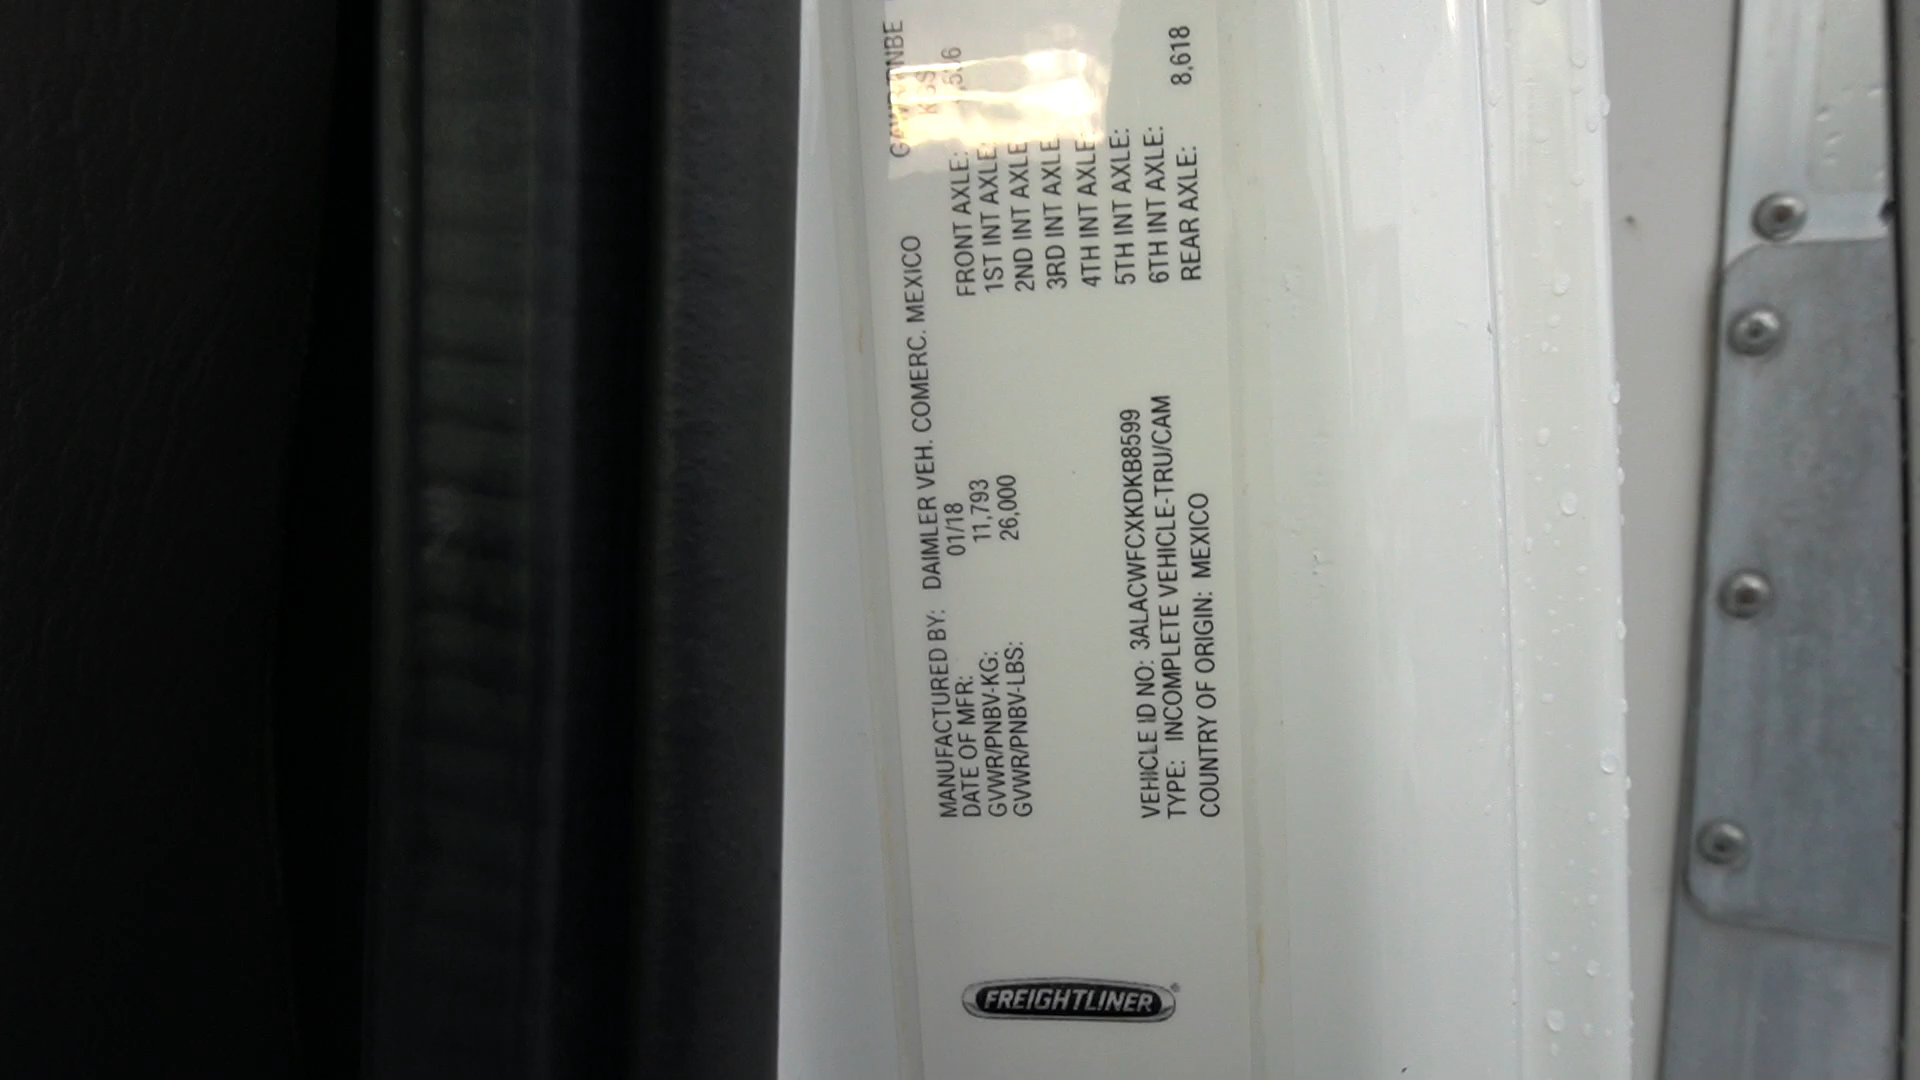 MANUFACTURED BY: DAIMLER VEH. COMERC. MEXICO
DATE OF MFR: 01/18
GVWR/PNBV-KG: 11,793
GVWR/PNBV-LBS: 26,000
FRONT AXLE:
1ST INT AXLE:
2ND INT AXLE
3RD INT AXLE
4TH INT AXLE
5TH INT AXLE:
6TH INT AXLE:
REAR AXLE: 8,618
VEHICLE ID NO: 3ALACWFCXKDKB8599
TYPE: INCOMPLETE VEHICLE-TRU/CAM
COUNTRY OF ORIGIN: MEXICO
FREIGHTLINER®